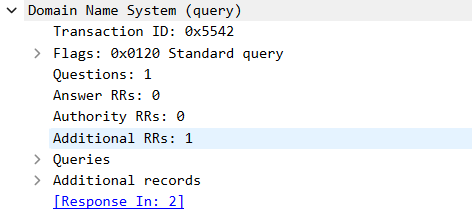 Domain Name System (query)
Transaction ID: 0x5542
Flags: 0x0120 Standard query
Questions: 1
Answer RRs: 0
Authority RRs: 0
Additional RRs: 1
Queries
Additional records
[Response In: 2]